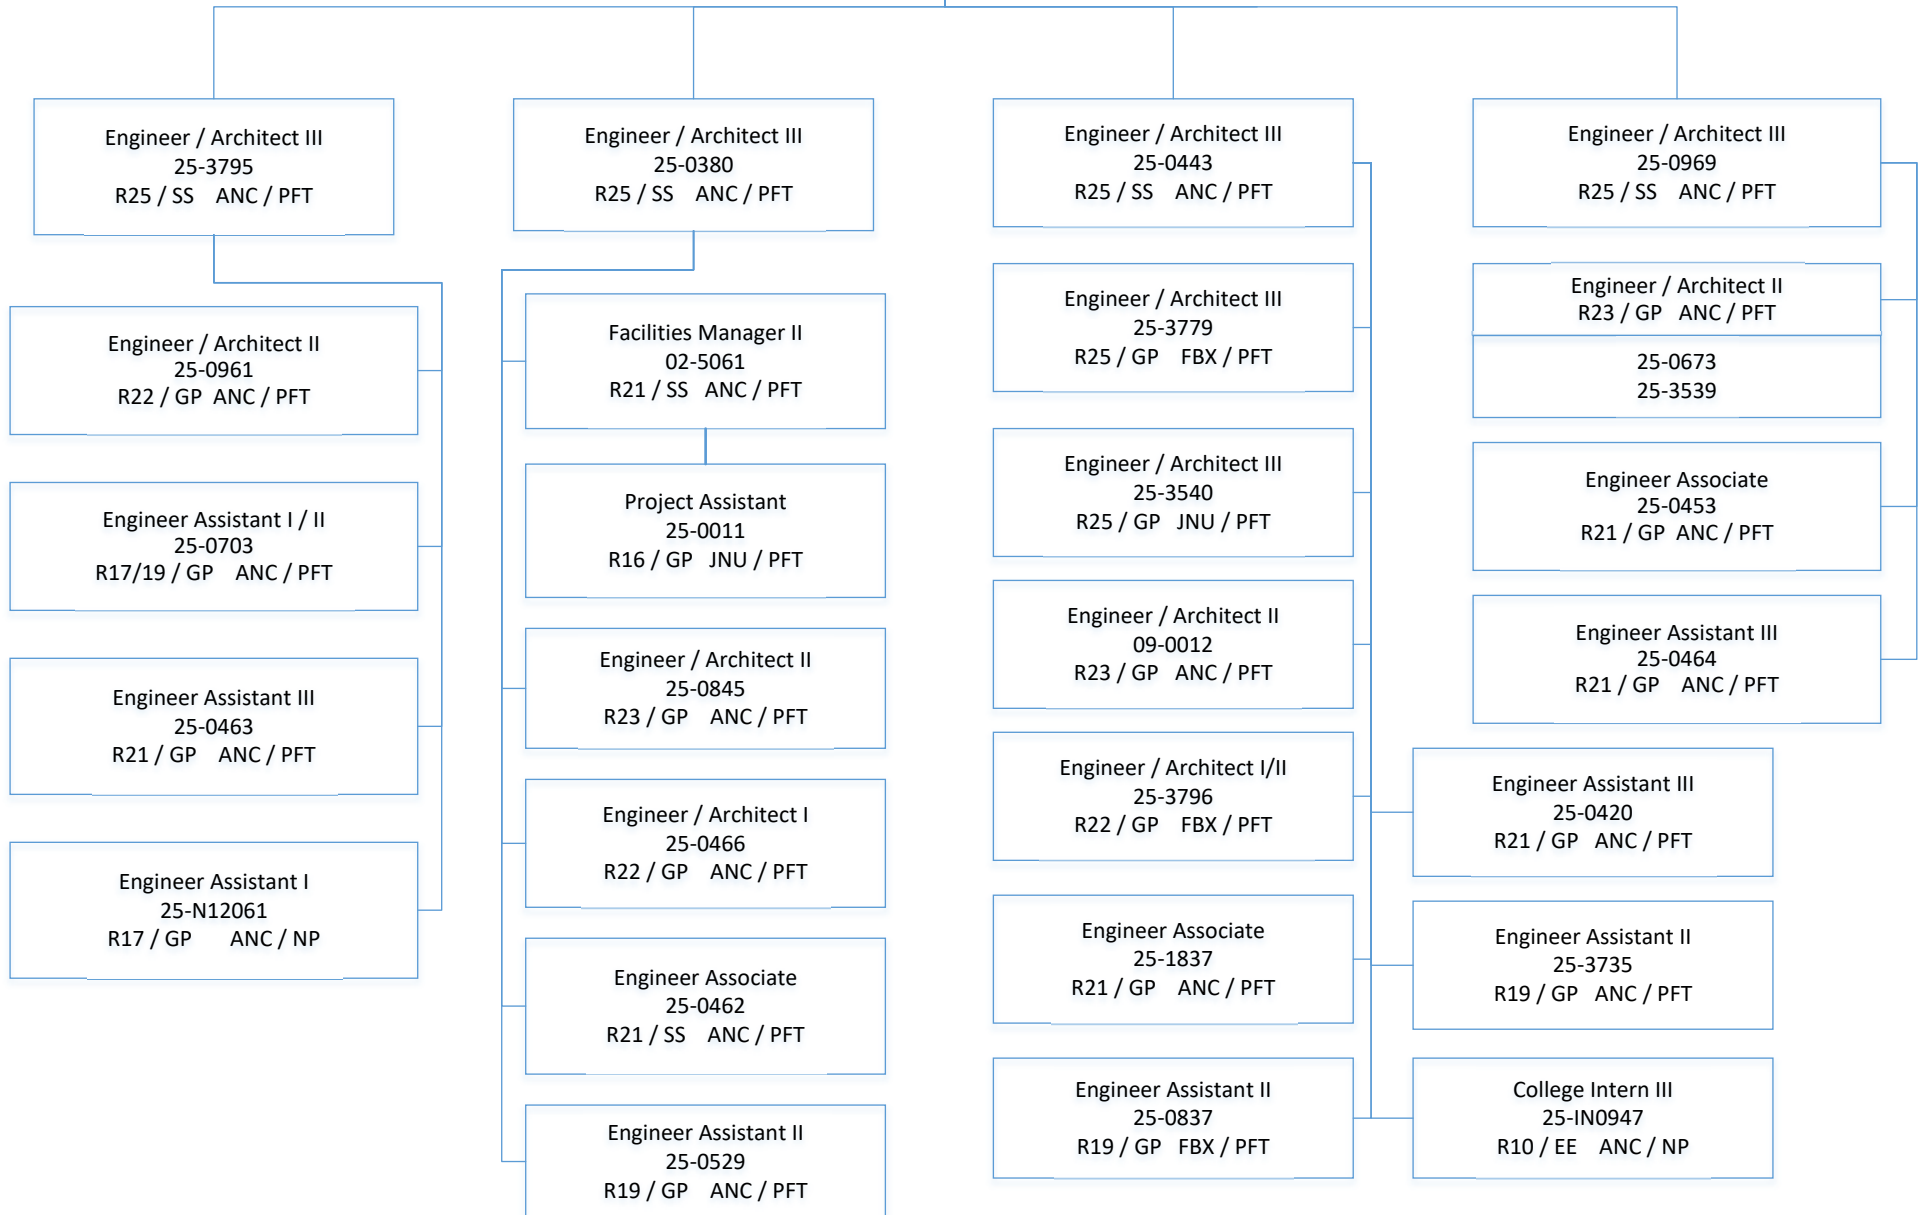 Engineer / Architect III
25-3795
R25 / SS ANC / PFT
Engineer / Architect II
25-0961
R22 / GP ANC / PFT
Engineer Assistant I / II
25-0703
R17/19 / GP ANC / PFT
Engineer Assistant III
25-0463
R21 / GP ANC / PFT
Engineer Assistant I
25-N12061
R17 / GP ANC / NP
Engineer / Architect III
25-0380
R25 / SS ANC / PFT
Facilities Manager II
02-5061
R21 / SS ANC / PFT
Project Assistant
25-0011
R16 / GP JNU / PFT
Engineer / Architect II
25-0845
R23 / GP ANC / PFT
Engineer / Architect I
25-0466
R22 / GP ANC / PFT
Engineer Associate
25-0462
R21 / SS ANC / PFT
Engineer Assistant II
25-0529
R19 / GP ANC / PFT
Engineer / Architect III
25-0443
R25 / SS ANC / PFT
Engineer / Architect III
25-3779
R25 / GP FBX / PFT
Engineer / Architect III
25-3540
R25 / GP JNU / PFT
Engineer / Architect II
09-0012
R23 / GP ANC / PFT
Engineer / Architect I/II
25-3796
R22 / GP FBX / PFT
Engineer Associate
25-1837
R21 / GP ANC / PFT
Engineer Assistant II
25-0837
R19 / GP FBX / PFT
Engineer Assistant III
25-0420
R21 / GP ANC / PFT
Engineer Assistant II
25-3735
R19 / GP ANC / PFT
College Intern III
25-IN0947
R10 / EE ANC / NP
Engineer / Architect III
25-0969
R25 / SS ANC / PFT
Engineer / Architect II
R23 / GP ANC / PFT
25-0673
25-3539
Engineer Associate
25-0453
R21 / GP ANC / PFT
Engineer Assistant III
25-0464
R21 / GP ANC / PFT